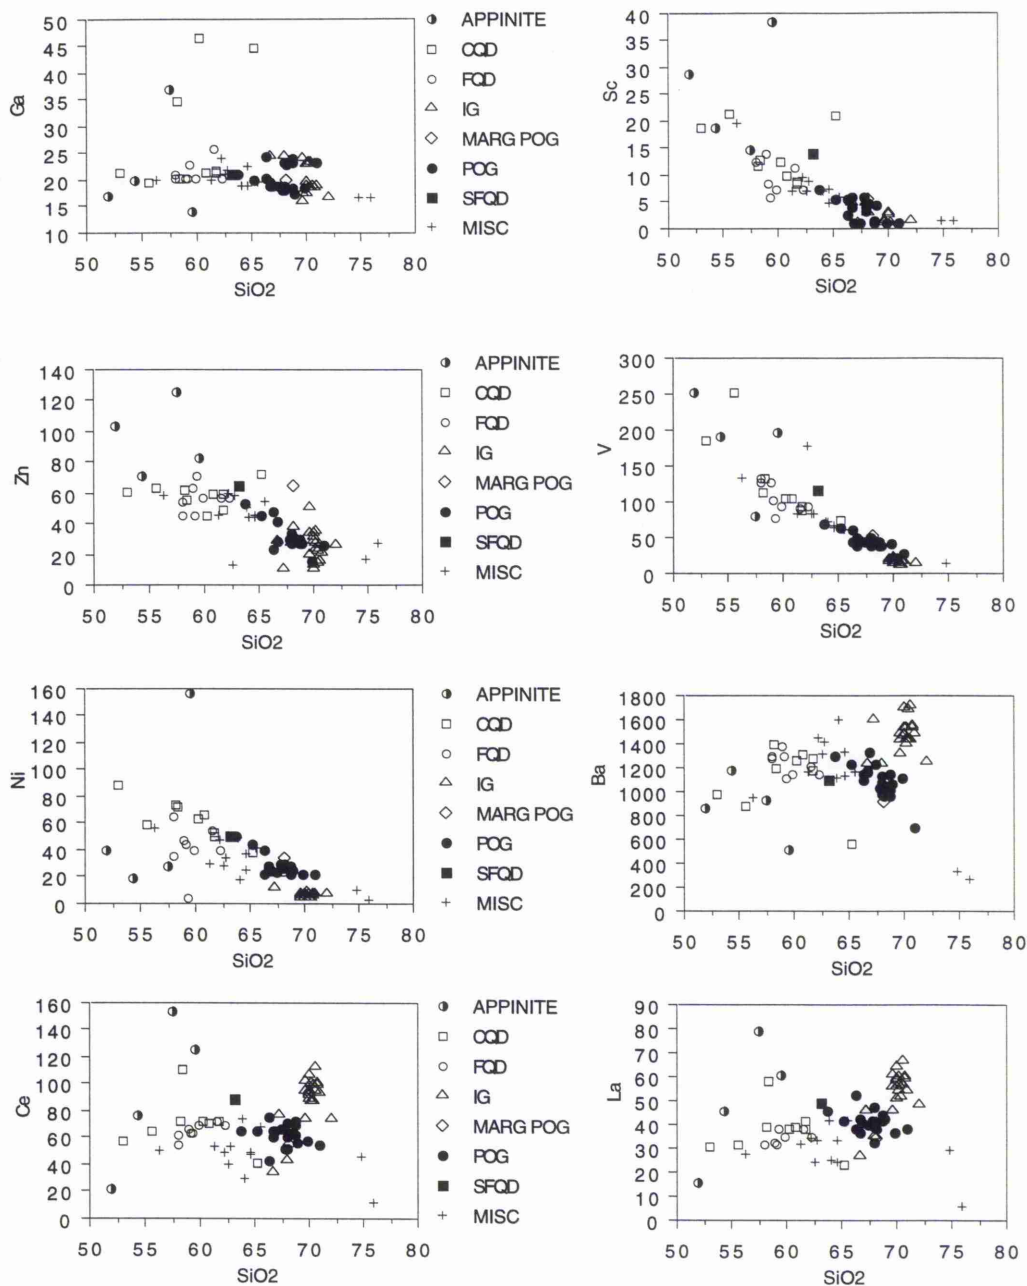 50
45
40
35
30
25
20
15
10
Ga
50 55 60 65 70 75 80
SiO2
APPINITE
CQD
FQD
IG
MARG POG
POG
SFQD
MISC
40
35
30
25
20
15
10
5
0
Sc
50 55 60 65 70 75 80
SiO2
140
120
100
80
60
40
20
0
Zn
50 55 60 65 70 75 80
SiO2
APPINITE
CQD
FQD
IG
MARG POG
POG
SFQD
MISC
300
250
200
150
100
50
0
V
50 55 60 65 70 75 80
SiO2
160
140
120
100
80
60
40
20
0
Ni
50 55 60 65 70 75 80
SiO2
APPINITE
CQD
FQD
IG
MARG POG
POG
SFQD
MISC
1800
1600
1400
1200
1000
800
600
400
200
0
Ba
50 55 60 65 70 75 80
SiO2
160
140
120
100
80
60
40
20
0
Ce
50 55 60 65 70 75 80
SiO2
APPINITE
CQD
FQD
IG
MARG POG
POG
SFQD
MISC
90
80
70
60
50
40
30
20
10
0
La
50 55 60 65 70 75 80
SiO2